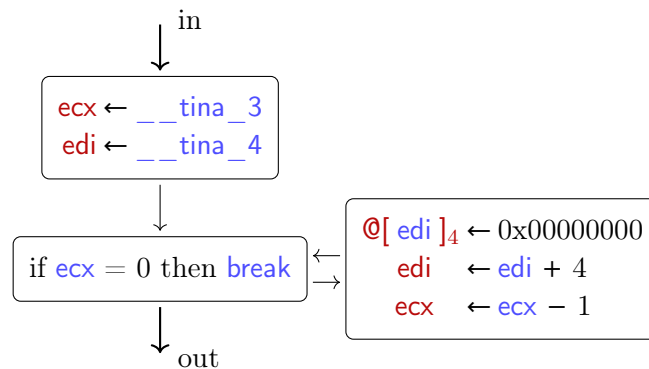 in
ecx ← __tina_3
edi ← __tina_4
if ecx = 0 then break
@[ edi ]₄ ← 0x00000000
edi ← edi + 4
ecx ← ecx − 1
out